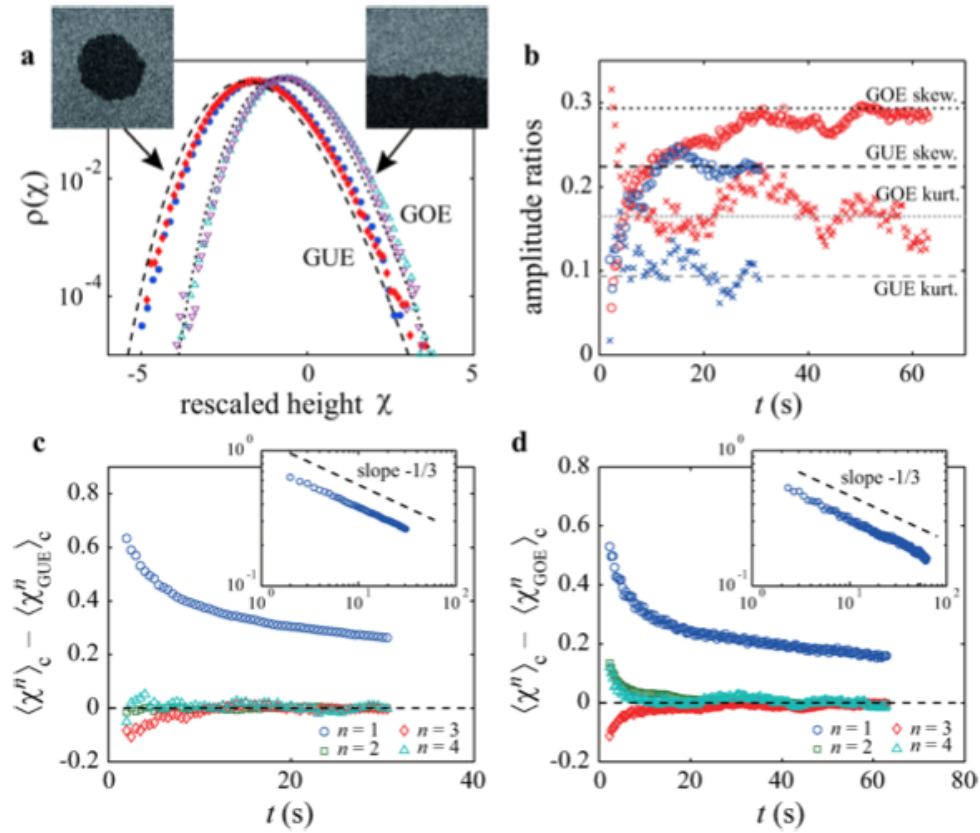 a
ρ(χ)
10⁻²
10⁻⁴
GUE
GOE
-5
0
5
rescaled height χ
b
amplitude ratios
0.3
0.2
0.1
0
GOE skew.
GUE skew.
GOE kurt.
GUE kurt.
0
20
40
60
t (s)
c
⟨χⁿ⟩c − ⟨χⁿGUE⟩c
0.8
0.6
0.4
0.2
0
-0.2
10⁰
slope -1/3
10⁻¹
10⁰
10¹
10²
n = 1
n = 3
n = 2
n = 4
0
20
40
t (s)
d
⟨χⁿ⟩c − ⟨χⁿGOE⟩c
0.8
0.6
0.4
0.2
0
-0.2
10⁰
slope -1/3
10⁻¹
10⁰
10¹
10²
n = 1
n = 3
n = 2
n = 4
0
20
40
60
80
t (s)